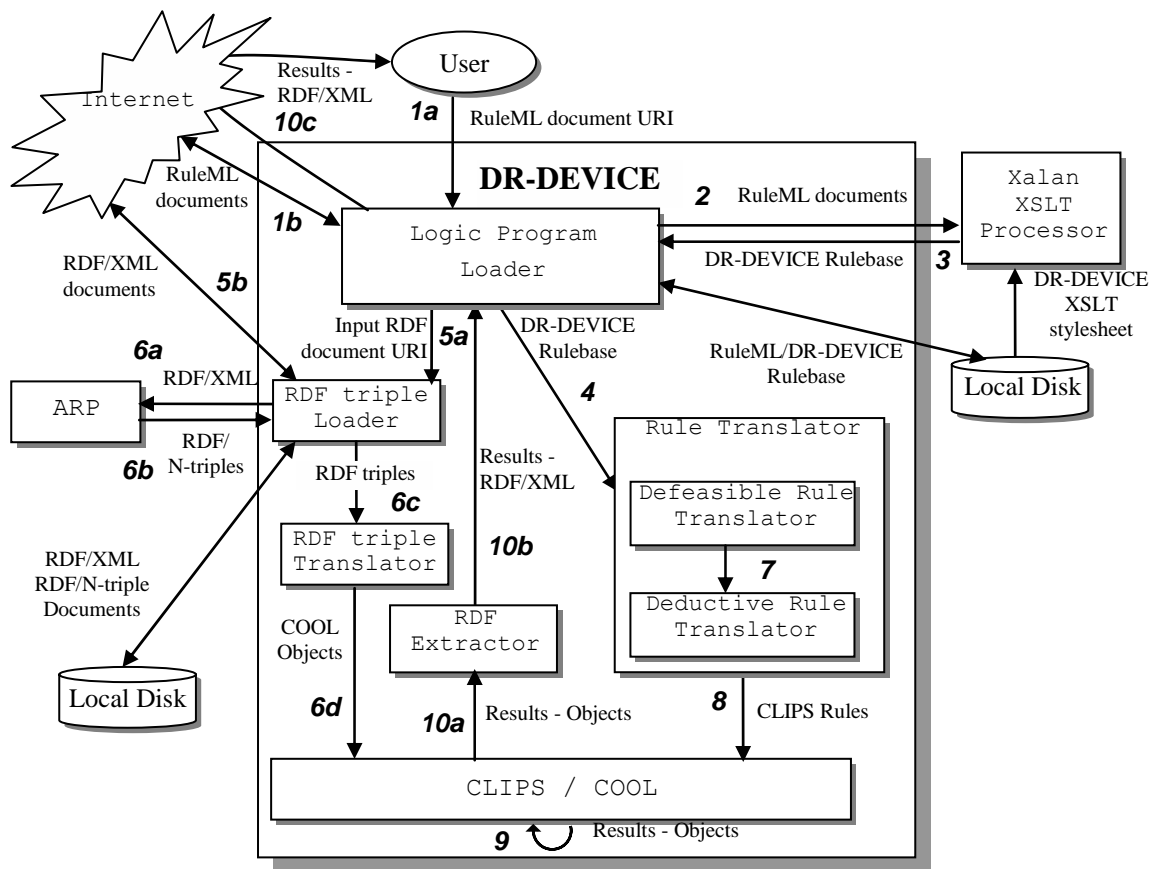 User
Results -
RDF/XML
Internet
10c
1a
RuleML document URI
RuleML
documents
1b
DR-DEVICE
2
RuleML documents
Xalan
XSLT
Processor
Logic Program
Loader
DR-DEVICE Rulebase
3
RDF/XML
documents
5b
DR-DEVICE
XSLT
stylesheet
Input RDF
document URI
5a
DR-DEVICE
Rulebase
RuleML/DR-DEVICE
Rulebase
Local Disk
6a
RDF/XML
ARP
RDF triple
Loader
4
6b
RDF/
N-triples
RDF triples
6c
Results -
RDF/XML
Rule Translator
Defeasible Rule
Translator
RDF triple
Translator
10b
7
RDF/XML
RDF/N-triple
Documents
Deductive Rule
Translator
RDF
Extractor
COOL
Objects
Local Disk
6d
10a
Results - Objects
8
CLIPS Rules
CLIPS / COOL
9
Results - Objects